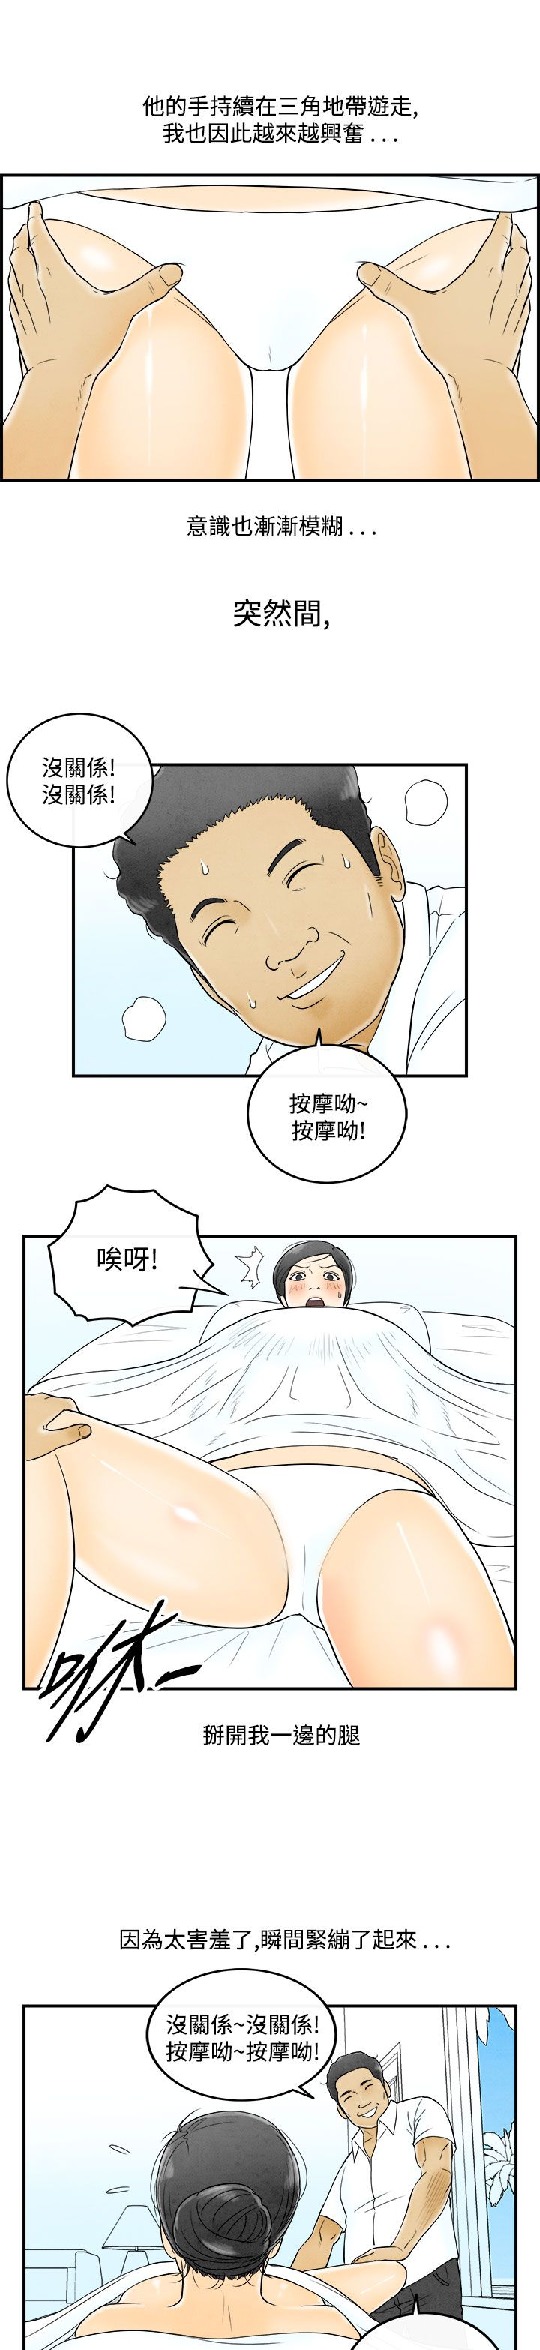 他的手持續在三角地帶遊走,
我也因此越來越興奮...
意識也漸漸模糊...
突然間,
沒關係!
沒關係!
按摩呦~
按摩呦!
唉呀!
咻—
掰開我一邊的腿
因為太害羞了,瞬間緊繃了起來...
沒關係~沒關係!
按摩呦~按摩呦!